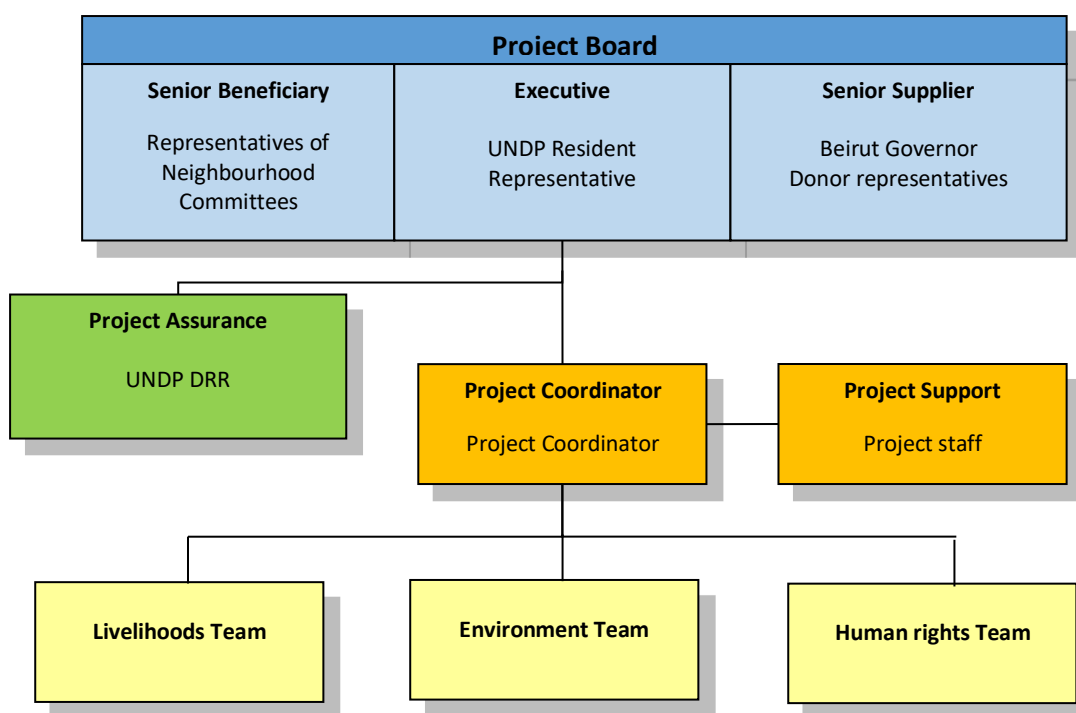 Project Board
Senior Beneficiary
Representatives of
Neighbourhood
Committees
Executive
UNDP Resident
Representative
Senior Supplier
Beirut Governor
Donor representatives
Project Assurance
UNDP DRR
Project Coordinator
Project Coordinator
Project Support
Project staff
Livelihoods Team
Environment Team
Human rights Team